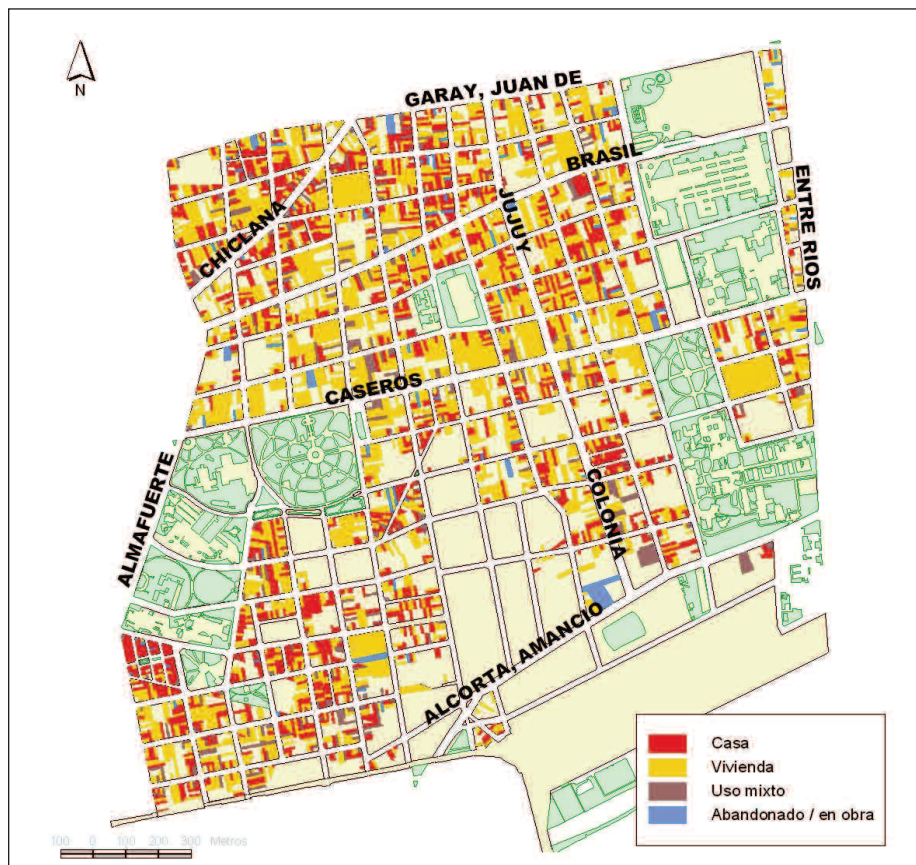 N
GARAY, JUAN DE
BRASIL
JUJUY
ENTRE RIOS
CHICLANA
CASEROS
ALMAFUERTE
COLONIA
ALCORTA, AMANCIO
Casa
Vivienda
Uso mixto
Abandonado / en obra
100 0 100 200 300 Metros